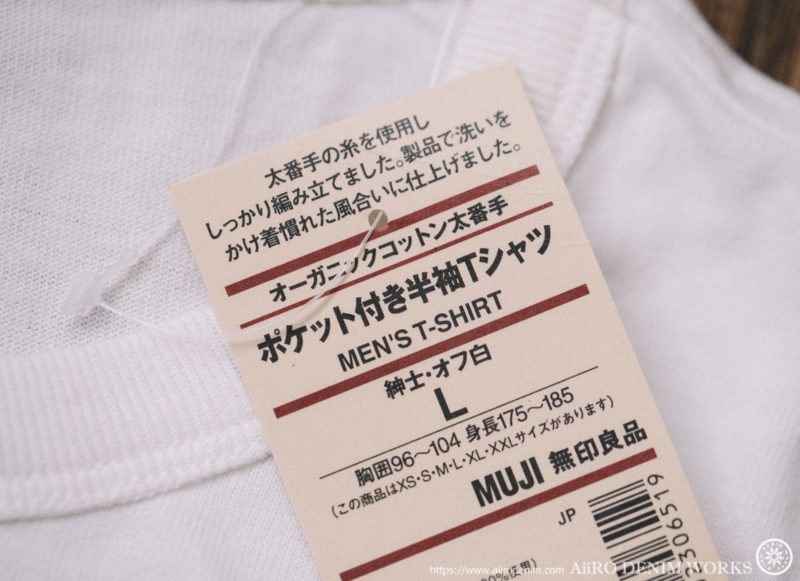 太番手の糸を使用し
しっかり編み立てました。製品で洗いを
かけ着慣れた風合いに仕上げました。
オーガニックコットン太番手
ポケット付き半袖Tシャツ
MEN'S T-SHIRT
紳士・オフ白
L
胸囲96〜104 身長175〜185
(この商品はXS・S・M・L・XL・XXLサイズがあります)
MUJI 無印良品
JP
306519
https://www.aiirodenim.com AiiRO DENIM WORKS